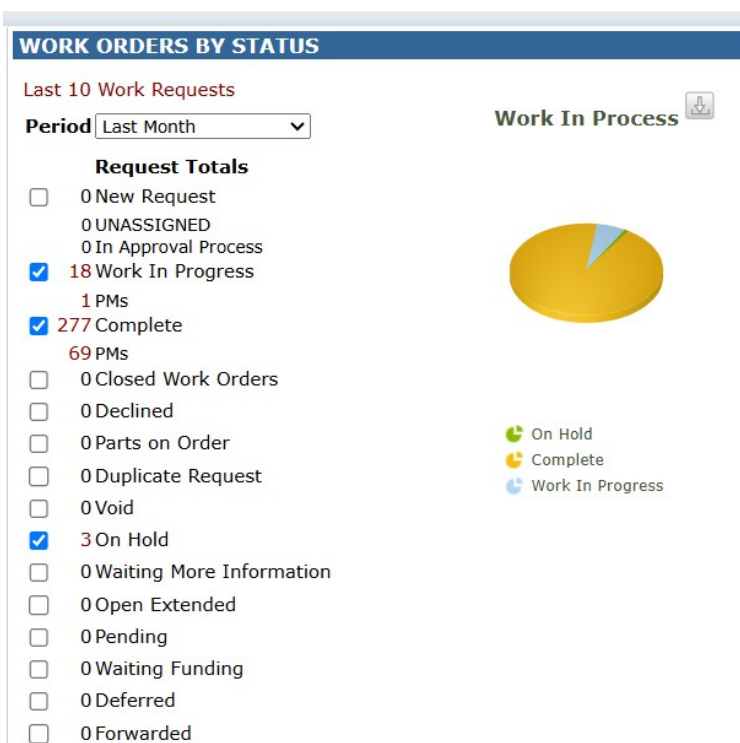 WORK ORDERS BY STATUS
Last 10 Work Requests
Period Last Month
Request Totals
0 New Request
0 UNASSIGNED
0 In Approval Process
18 Work In Progress
1 PMs
277 Complete
69 PMs
0 Closed Work Orders
0 Declined
0 Parts on Order
0 Duplicate Request
0 Void
3 On Hold
0 Waiting More Information
0 Open Extended
0 Pending
0 Waiting Funding
0 Deferred
0 Forwarded
Work In Process
On Hold
Complete
Work In Progress